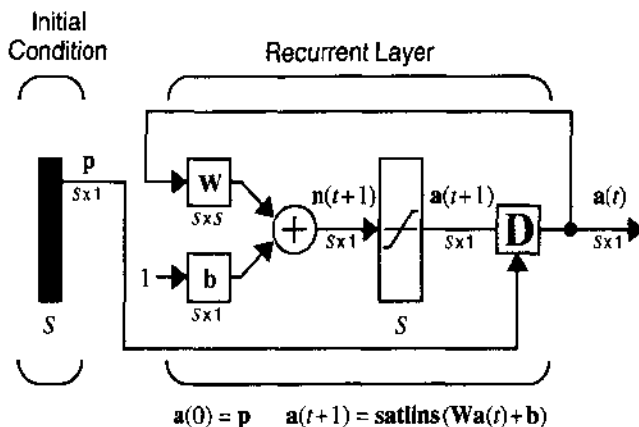 Initial
Condition
Recurrent Layer
p
S x 1
S
W
S x S
1
b
S x 1
n(t+1)
S x 1
a(t+1)
S x 1
S
D
a(t)
S x 1
a(0) = p a(t+1) = satlins(Wa(t)+b)